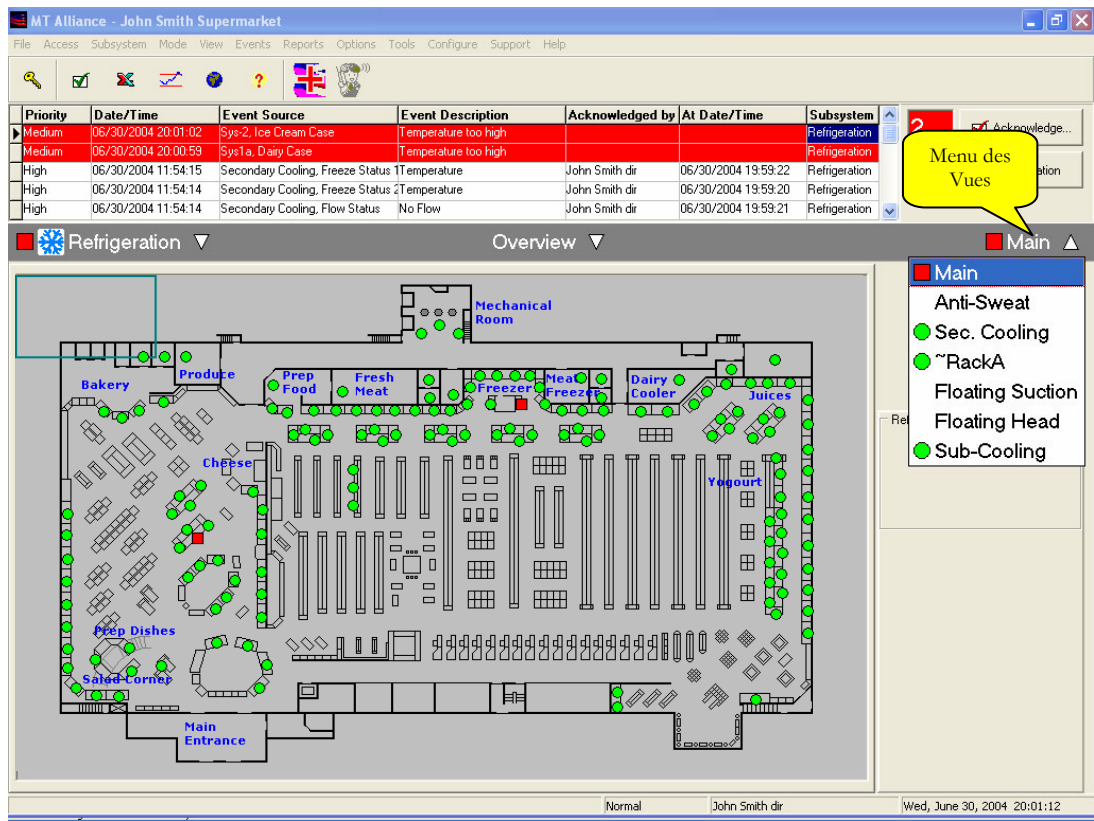 MT Alliance - John Smith Supermarket
File Access Subsystem Mode View Events Reports Options Tools Configure Support Help
Priority Date/Time Event Source Event Description Acknowledged by At Date/Time Subsystem
Medium 06/30/2004 20:01:02 Sys-2, Ice Cream Case Temperature too high Refrigeration
Medium 06/30/2004 20:00:59 Sys1a, Dairy Case Temperature too high Refrigeration
High 06/30/2004 11:54:15 Secondary Cooling, Freeze Status 1 Temperature John Smith dir 06/30/2004 19:59:22 Refrigeration
High 06/30/2004 11:54:14 Secondary Cooling, Freeze Status 2 Temperature John Smith dir 06/30/2004 19:59:20 Refrigeration
High 06/30/2004 11:54:14 Secondary Cooling, Flow Status No Flow John Smith dir 06/30/2004 19:59:21 Refrigeration
2
Acknowledge...
ation
Menu des
Vues
Refrigeration Overview Main
Main
Anti-Sweat
Sec. Cooling
~RackA
Floating Suction
Floating Head
Sub-Cooling
Ref
Mechanical
Room
Bakery
Produce
Prep
Food
Fresh
Meat
Freezer
Meat
Freezer
Dairy
Cooler
Juices
Cheese
Yogourt
Prep Dishes
Salad Corner
Main
Entrance
Normal John Smith dir Wed, June 30, 2004 20:01:12